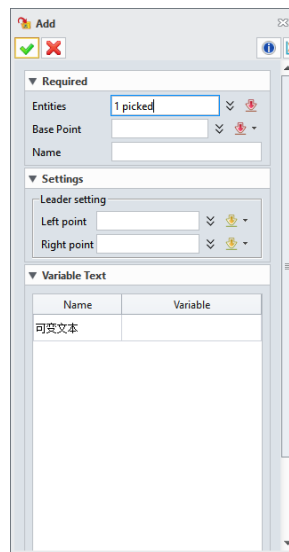 Add
▼ Required
Entities 1 picked
Base Point
Name
▼ Settings
Leader setting
Left point
Right point
▼ Variable Text
Name Variable
可变文本